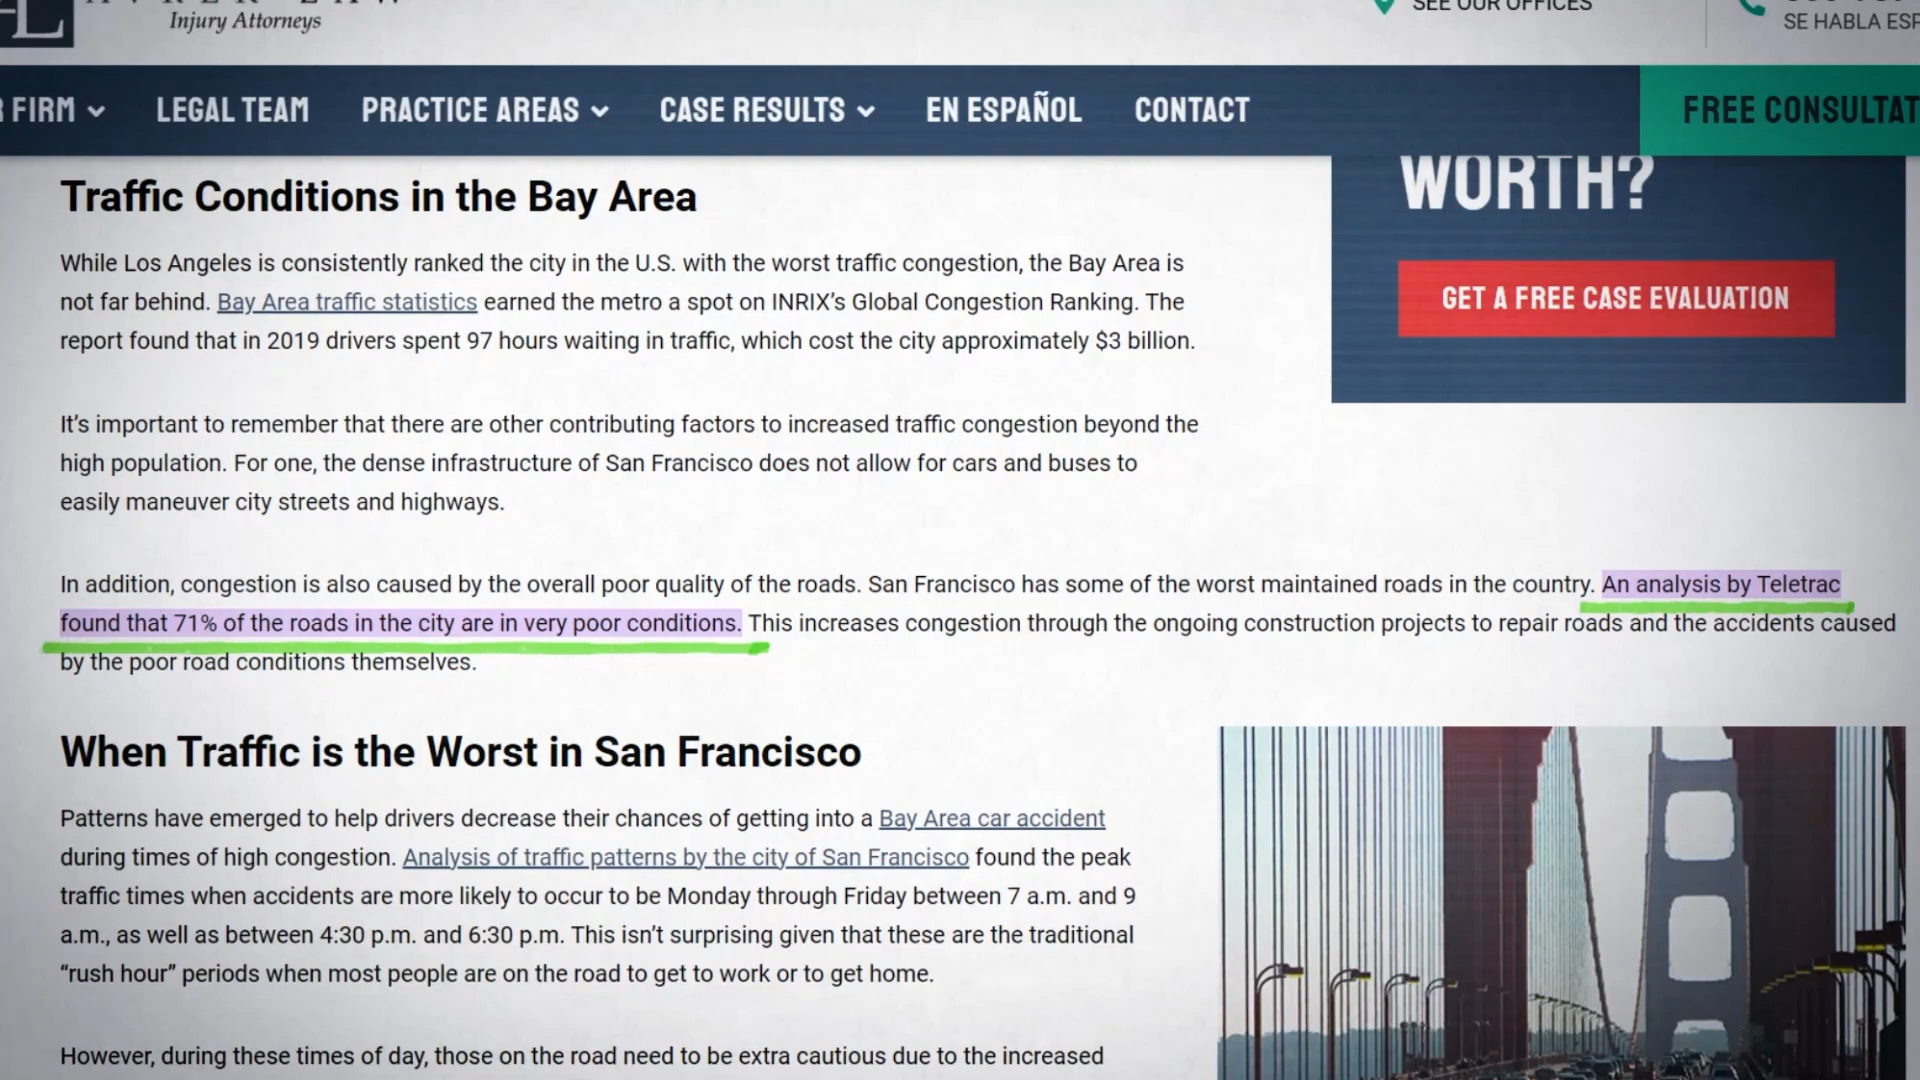 Injury Attorneys
SEE OUR OFFICES
SE HABLA ESP
FIRM
LEGAL TEAM
PRACTICE AREAS
CASE RESULTS
EN ESPAÑOL
CONTACT
FREE CONSULTAT
WORTH?
GET A FREE CASE EVALUATION
Traffic Conditions in the Bay Area
While Los Angeles is consistently ranked the city in the U.S. with the worst traffic congestion, the Bay Area is
not far behind. Bay Area traffic statistics earned the metro a spot on INRIX’s Global Congestion Ranking. The
report found that in 2019 drivers spent 97 hours waiting in traffic, which cost the city approximately $3 billion.
It’s important to remember that there are other contributing factors to increased traffic congestion beyond the
high population. For one, the dense infrastructure of San Francisco does not allow for cars and buses to
easily maneuver city streets and highways.
In addition, congestion is also caused by the overall poor quality of the roads. San Francisco has some of the worst maintained roads in the country. An analysis by Teletrac
found that 71% of the roads in the city are in very poor conditions. This increases congestion through the ongoing construction projects to repair roads and the accidents caused
by the poor road conditions themselves.
When Traffic is the Worst in San Francisco
Patterns have emerged to help drivers decrease their chances of getting into a Bay Area car accident
during times of high congestion. Analysis of traffic patterns by the city of San Francisco found the peak
traffic times when accidents are more likely to occur to be Monday through Friday between 7 a.m. and 9
a.m., as well as between 4:30 p.m. and 6:30 p.m. This isn’t surprising given that these are the traditional
“rush hour” periods when most people are on the road to get to work or to get home.
However, during these times of day, those on the road need to be extra cautious due to the increased